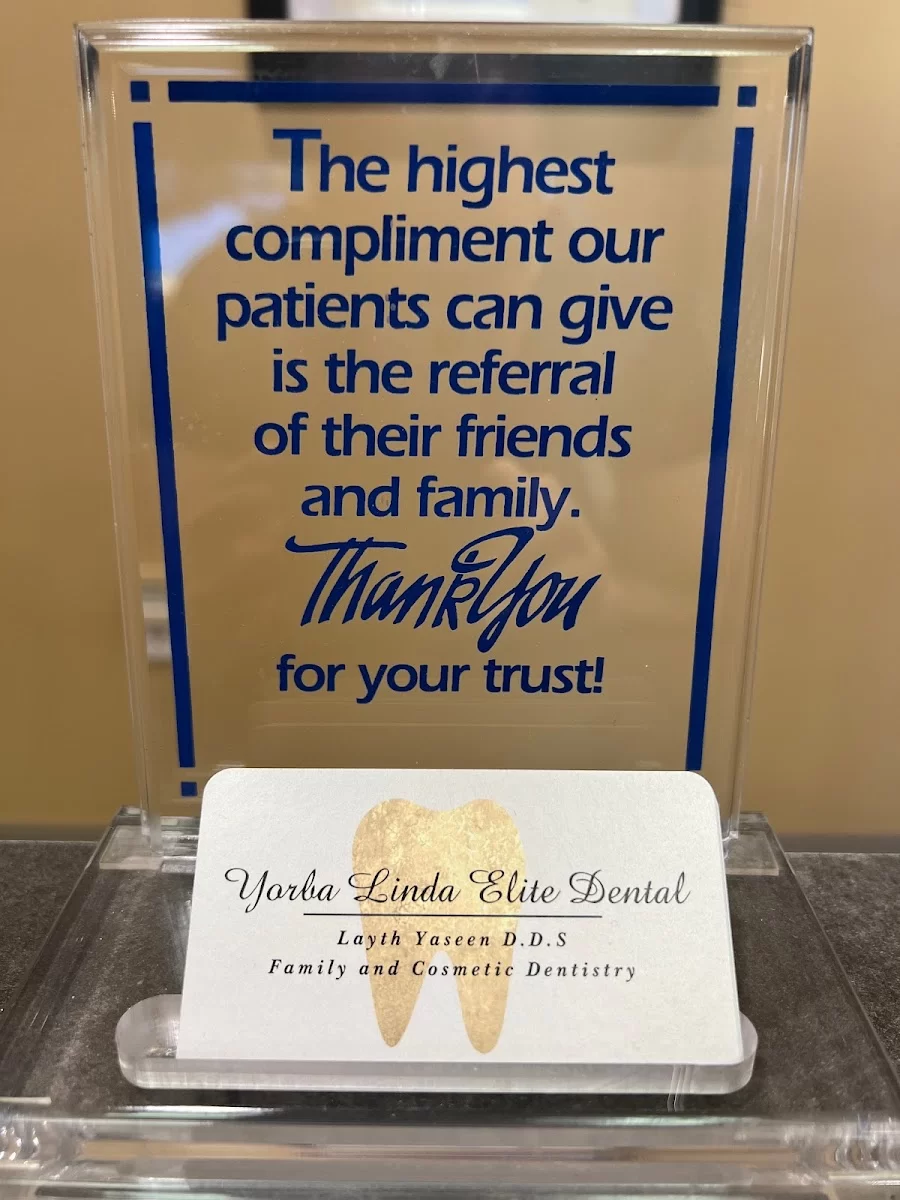 The highest
compliment our
patients can give
is the referral
of their friends
and family.
Thank You
for your trust!
Yorba Linda Elite Dental
Layth Yaseen D.D.S
Family and Cosmetic Dentistry